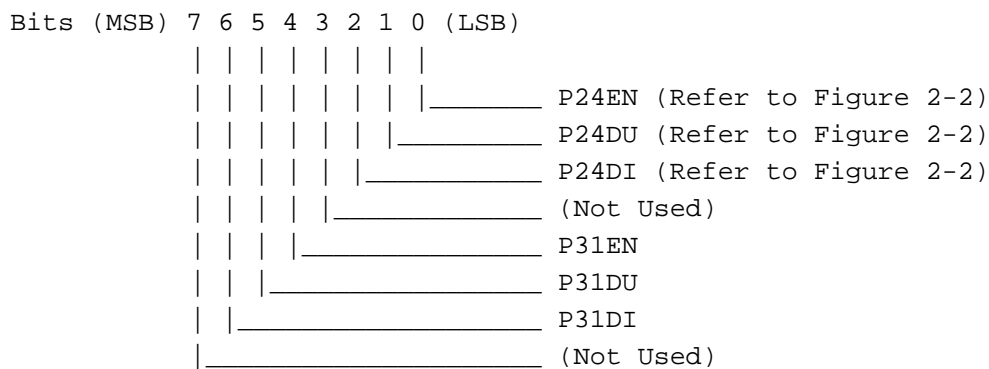 Bits (MSB) 7 6 5 4 3 2 1 0 (LSB)
P24EN (Refer to Figure 2-2)
P24DU (Refer to Figure 2-2)
P24DI (Refer to Figure 2-2)
(Not Used)
P31EN
P31DU
P31DI
(Not Used)